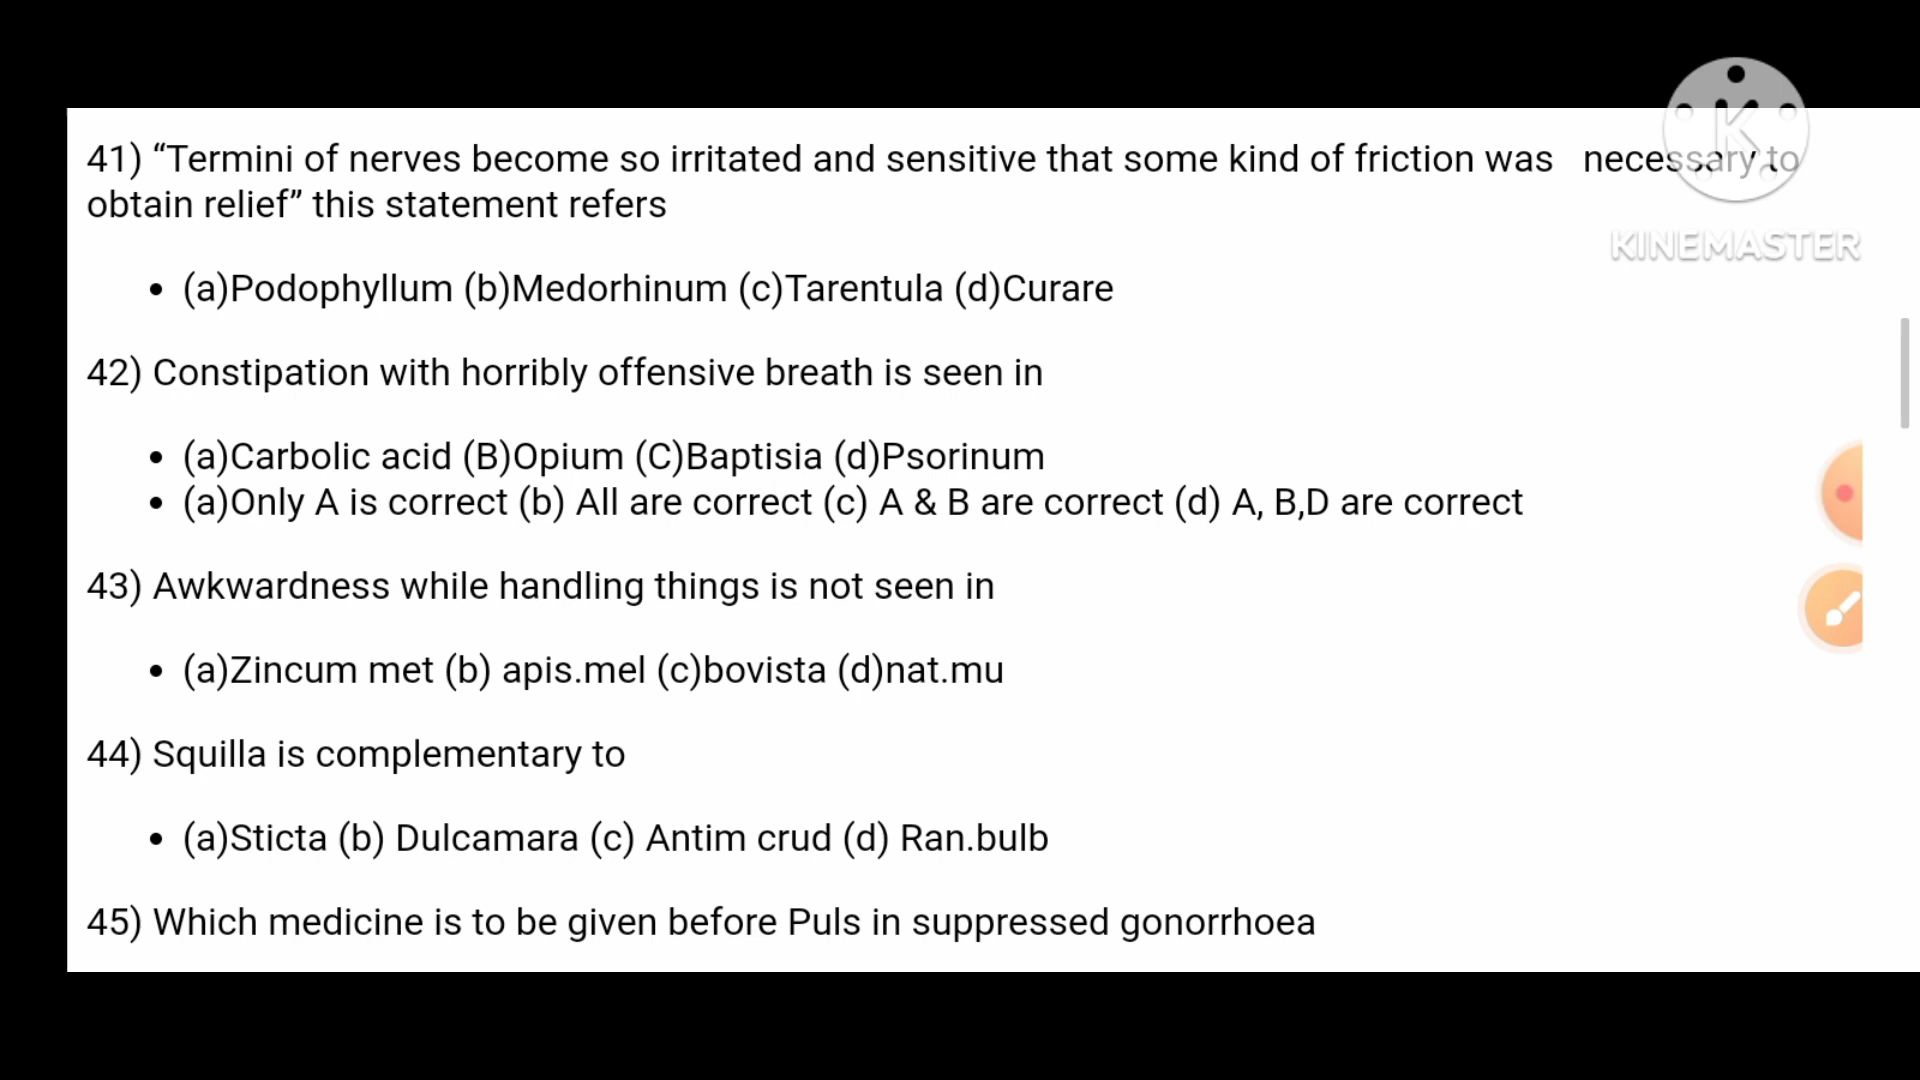 41) “Termini of nerves become so irritated and sensitive that some kind of friction was necessary to
obtain relief” this statement refers
• (a)Podophyllum (b)Medorhinum (c)Tarentula (d)Curare
42) Constipation with horribly offensive breath is seen in
• (a)Carbolic acid (B)Opium (C)Baptisia (d)Psorinum
• (a)Only A is correct (b) All are correct (c) A & B are correct (d) A, B,D are correct
43) Awkwardness while handling things is not seen in
• (a)Zincum met (b) apis.mel (c)bovista (d)nat.mu
44) Squilla is complementary to
• (a)Sticta (b) Dulcamara (c) Antim crud (d) Ran.bulb
45) Which medicine is to be given before Puls in suppressed gonorrhoea
K
KINEMASTER